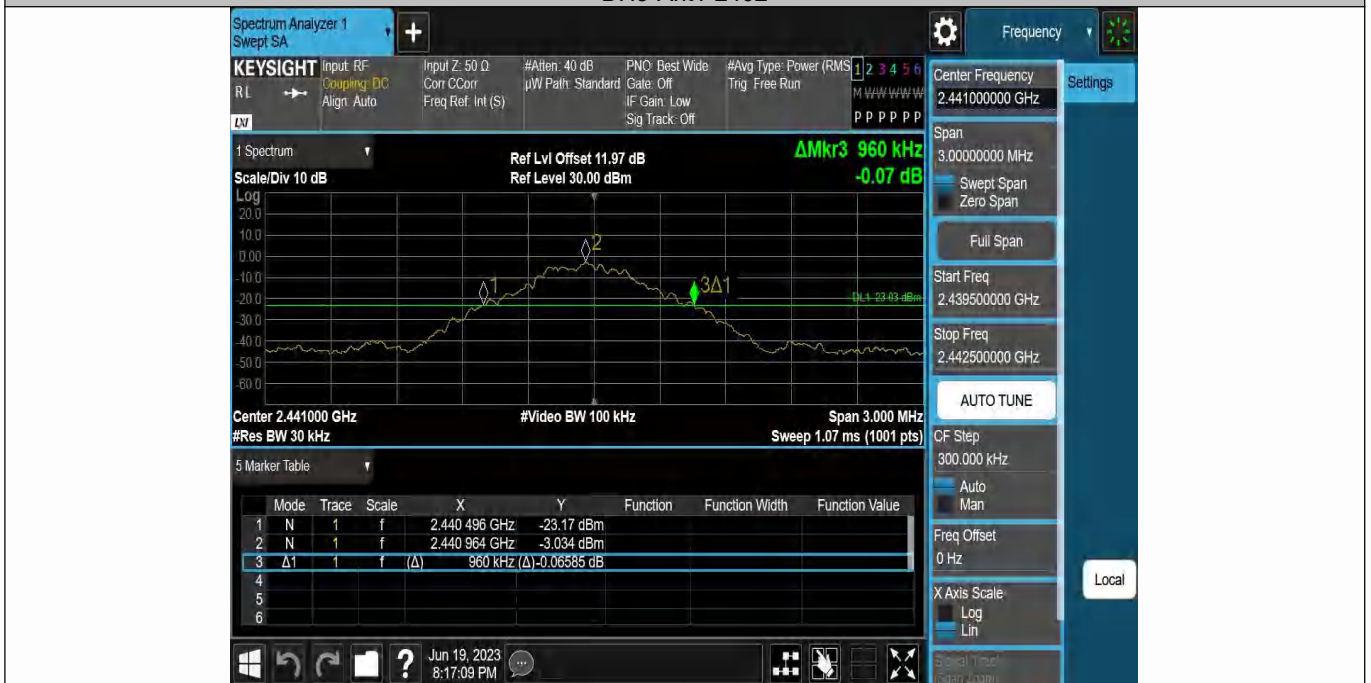 Spectrum Analyzer 1
Swept SA
+
Frequency
KEYSIGHT
RL
LXI
Input: RF
Coupling: DC
Align: Auto
Input Z: 50 Ω
Corr CCorr
Freq Ref: Int (S)
#Atten: 40 dB
µW Path: Standard
PNO: Best Wide
Gate: Off
IF Gain: Low
Sig Track: Off
#Avg Type: Power (RMS
Trig: Free Run
1 2 3 4 5 6
M W W W W W
P P P P P P
Center Frequency
2.441000000 GHz
Settings
Span
3.00000000 MHz
Swept Span
Zero Span
Full Span
Start Freq
2.439500000 GHz
Stop Freq
2.442500000 GHz
AUTO TUNE
CF Step
300.000 kHz
Auto
Man
Freq Offset
0 Hz
X Axis Scale
Log
Lin
Local
1 Spectrum
Scale/Div 10 dB
Ref Lvl Offset 11.97 dB
Ref Level 30.00 dBm
ΔMkr3 960 kHz
-0.07 dB
Log
20.0
10.0
0.00
-10.0
-20.0
-30.0
-40.0
-50.0
-60.0
1
2
3Δ1
DL1 -23.03 dBm
Center 2.441000 GHz
#Video BW 100 kHz
Span 3.000 MHz
#Res BW 30 kHz
Sweep 1.07 ms (1001 pts)
5 Marker Table
Mode Trace Scale X Y Function Function Width Function Value
1 N 1 f 2.440 496 GHz -23.17 dBm
2 N 1 f 2.440 964 GHz -3.034 dBm
3 Δ1 1 f (Δ) 960 kHz (Δ) -0.06585 dB
4
5
6
?
Jun 19, 2023
8:17:09 PM